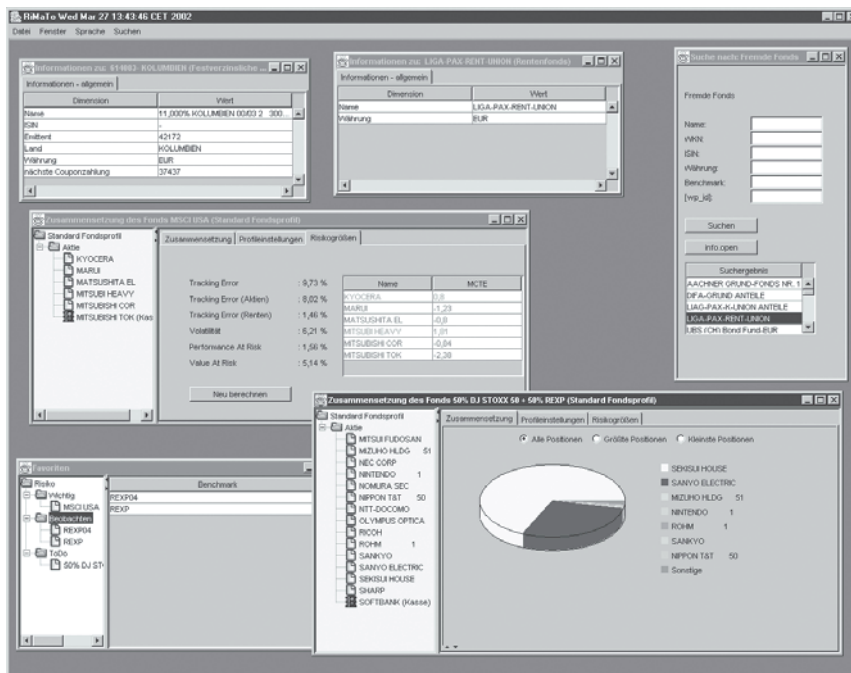 RiMaTo Wed Mar 27 13:43:46 CET 2002
Datei Fenster Sprache Suchen
Informationen zu: 614003- KOLUMBIEN (Festverzinsliche ...
Informationen - allgemein
Dimension Wert
Name 11,000% KOLUMBIEN 00/03 2 300...
ISIN -
Emittent 42172
Land KOLUMBIEN
Währung EUR
nächste Couponzahlung 37437
Informationen zu: LIGA-PAX-RENT-UNION (Rentenfonds)
Informationen - allgemein
Dimension Wert
Name LIGA-PAX-RENT-UNION
Währung EUR
Suche nach: Fremde Fonds
Fremde Fonds
Name:
WKN:
ISIN:
Währung:
Benchmark:
[wp_id]:
Suchen
info.open
Suchergebnis
AACHNER GRUND-FONDS NR. 1
DIFA-GRUND ANTEILE
LIAG-PAX-K-UNION ANTEILE
LIGA-PAX-RENT-UNION
UBS (CH) Bond Fund-EUR
Zusammensetzung des Fonds MSCI USA (Standard Fondsprofil)
Standard Fondsprofil
Aktie
KYOCERA
MARUI
MATSUSHITA EL
MITSUBI HEAVY
MITSUBISHI COR
MITSUBISHI TOK (Kas
Zusammensetzung Profileinstellungen Risikogrößen
Tracking Error : 9,73 %
Tracking Error (Aktien) : 8,02 %
Tracking Error (Renten) : 1,46 %
Volatilität : 6,21 %
Performance At Risk : 1,56 %
Value At Risk : 5,14 %
Neu berechnen
Name MCTE
KYOCERA 0,8
MARUI -1,23
MATSUSHITA EL -0,8
MITSUBI HEAVY 1,01
MITSUBISHI COR -0,84
MITSUBISHI TOK -2,38
Favoriten
Risiko
Wichtig
MSCI USA
Beobachten
REXP04
REXP
ToDo
50% DJ ST
Benchmark
REXP04
REXP
Zusammensetzung des Fonds 50% DJ STOXX 50 + 50% REXP (Standard Fondsprofil)
Standard Fondsprofil
Aktie
MITSUI FUDOSAN
MIZUHO HLDG 51
NEC CORP
NINTENDO 1
NOMURA SEC
NIPPON T&T 50
NTT-DOCOMO
OLYMPUS OPTICA
RICOH
ROHM 1
SANKYO
SANYO ELECTRIC
SEKISUI HOUSE
SHARP
SOFTBANK (Kasse)
Zusammensetzung Profileinstellungen Risikogrößen
Alle Positionen Größte Positionen Kleinste Positionen
SEKISUI HOUSE
SANYO ELECTRIC
MIZUHO HLDG 51
NINTENDO 1
ROHM 1
SANKYO
NIPPON T&T 50
Sonstige